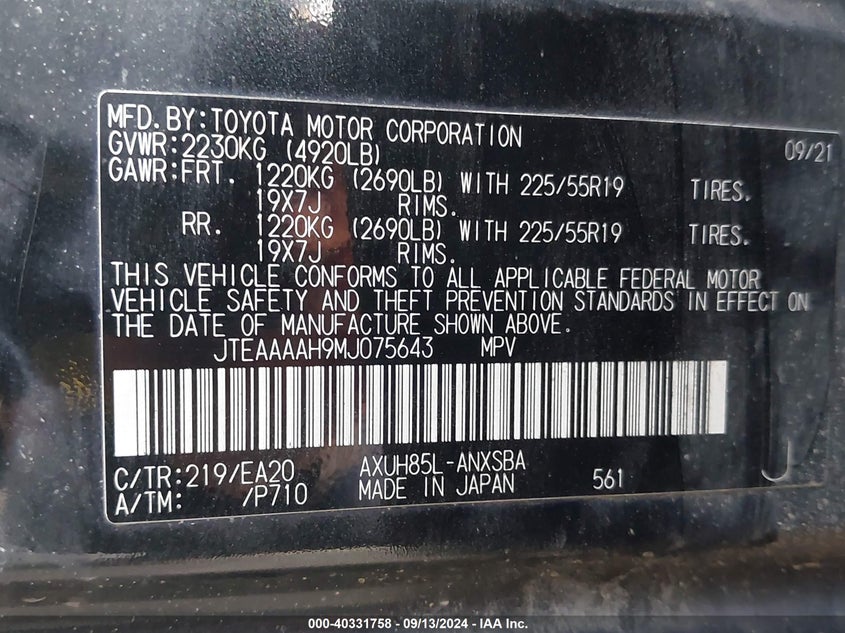 MFD. BY: TOYOTA MOTOR CORPORATION 09/21
GVWR: 2230KG (4920LB)
GAWR: FRT. 1220KG (2690LB) WITH 225/55R19 TIRES.
19X7J RIMS.
RR. 1220KG (2690LB) WITH 225/55R19 TIRES.
19X7J RIMS.
THIS VEHICLE CONFORMS TO ALL APPLICABLE FEDERAL MOTOR
VEHICLE SAFETY AND THEFT PREVENTION STANDARDS IN EFFECT ON
THE DATE OF MANUFACTURE SHOWN ABOVE.
JTEAAAAH9MJ075643 MPV
C/TR: 219/EA20 AXUH85L-ANXSBA
A/TM: /P710 MADE IN JAPAN 561 J
000-40331758 - 09/13/2024 - IAA Inc.